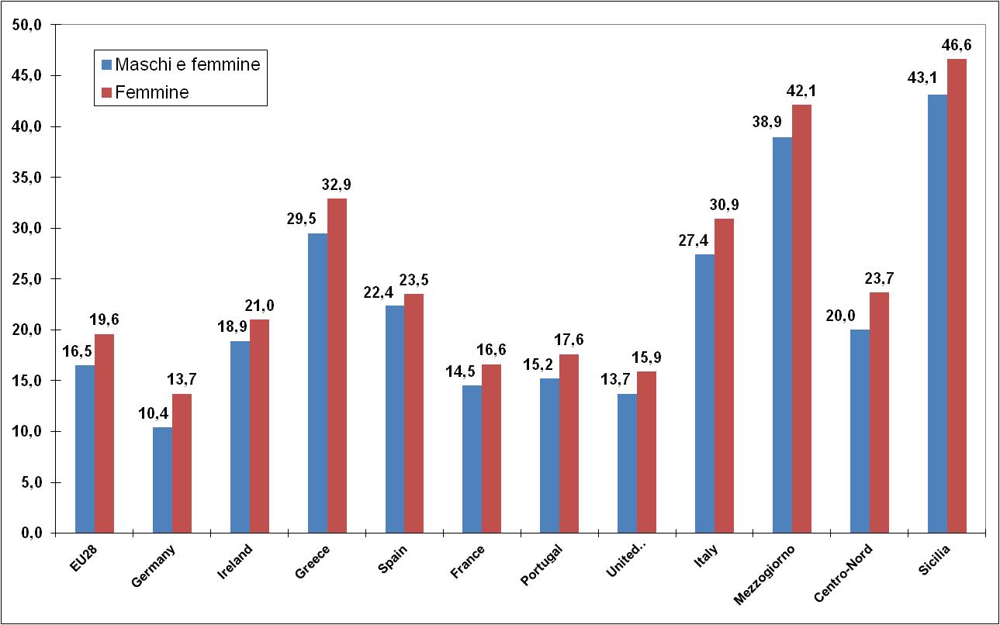 50,0
45,0
40,0
35,0
30,0
25,0
20,0
15,0
10,0
5,0
0,0
Maschi e femmine
Femmine
16,5
19,6
10,4
13,7
18,9
21,0
29,5
32,9
22,4
23,5
14,5
16,6
15,2
17,6
13,7
15,9
27,4
30,9
38,9
42,1
20,0
23,7
43,1
46,6
EU28
Germany
Ireland
Greece
Spain
France
Portugal
United..
Italy
Mezzogiorno
Centro-Nord
Sicilia